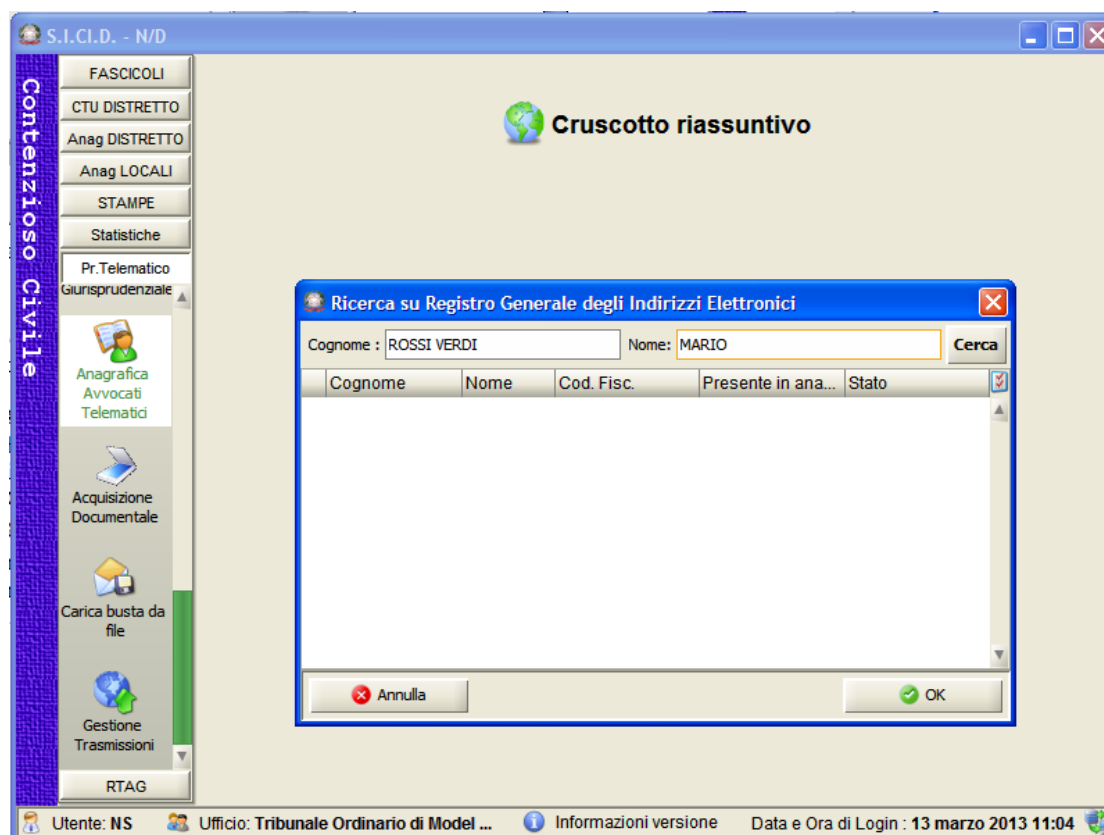 S.I.CI.D. - N/D
Contenzioso Civile
FASCICOLI
CTU DISTRETTO
Anag DISTRETTO
Anag LOCALI
STAMPE
Statistiche
Pr.Telematico
Giurisprudenziale
Anagrafica
Avvocati
Telematici
Acquisizione
Documentale
Carica busta da
file
Gestione
Trasmissioni
RTAG
Cruscotto riassuntivo
Ricerca su Registro Generale degli Indirizzi Elettronici
Cognome : ROSSI VERDI Nome: MARIO Cerca
Cognome Nome Cod. Fisc. Presente in ana... Stato
Annulla OK
Utente: NS Ufficio: Tribunale Ordinario di Model ... Informazioni versione Data e Ora di Login : 13 marzo 2013 11:04